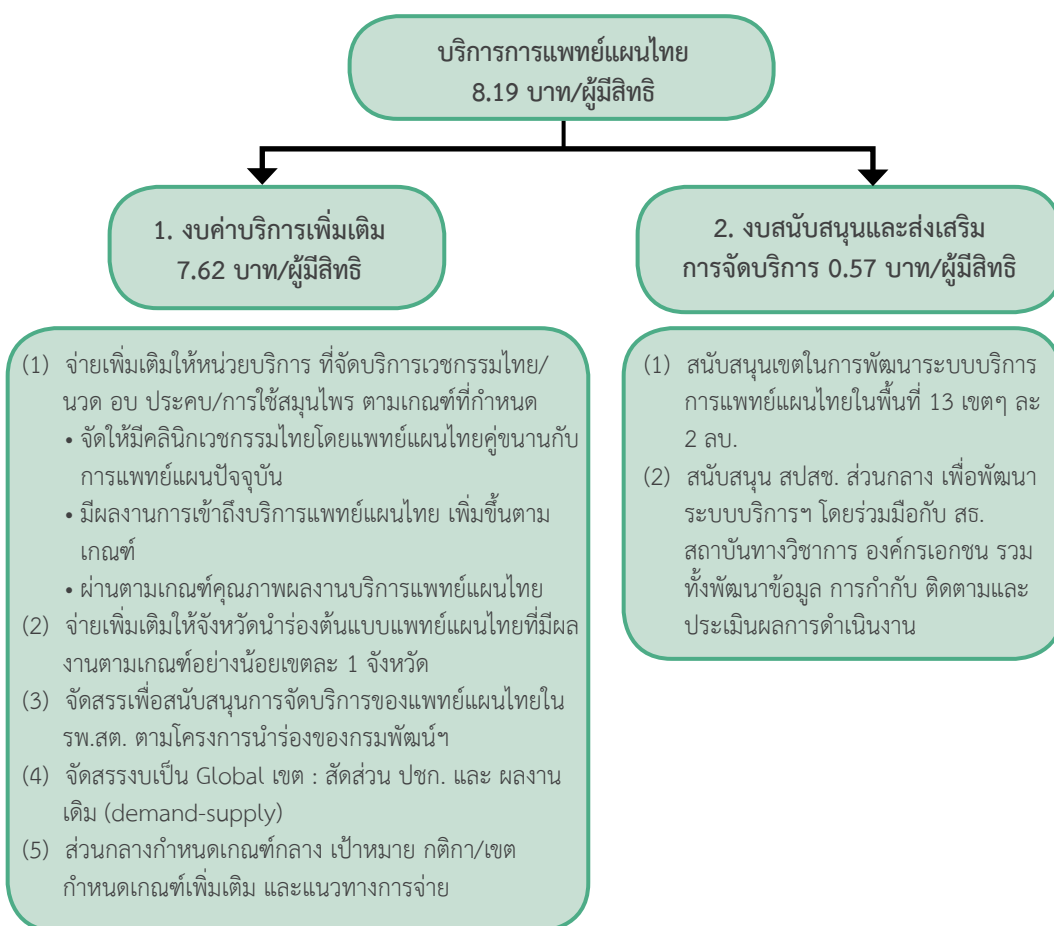 บริการการแพทย์แผนไทย
8.19 บาท/ผู้มีสิทธิ
1. งบค่าบริการเพิ่มเติม
7.62 บาท/ผู้มีสิทธิ
2. งบสนับสนุนและส่งเสริม
การจัดบริการ 0.57 บาท/ผู้มีสิทธิ
(1) จ่ายเพิ่มเติมให้หน่วยบริการ ที่จัดบริการเวชกรรมไทย/
นวด อบ ประคบ/การใช้สมุนไพร ตามเกณฑ์ที่กำหนด
• จัดให้มีคลินิกเวชกรรมไทยโดยแพทย์แผนไทยคู่ขนานกับ
การแพทย์แผนปัจจุบัน
• มีผลงานการเข้าถึงบริการแพทย์แผนไทย เพิ่มขึ้นตาม
เกณฑ์
• ผ่านตามเกณฑ์คุณภาพผลงานบริการแพทย์แผนไทย
(2) จ่ายเพิ่มเติมให้จังหวัดนำร่องต้นแบบแพทย์แผนไทยที่มีผล
งานตามเกณฑ์อย่างน้อยเขตละ 1 จังหวัด
(3) จัดสรรเพื่อสนับสนุนการจัดบริการของแพทย์แผนไทยใน
รพ.สต. ตามโครงการนำร่องของกรมพัฒน์ฯ
(4) จัดสรรงบเป็น Global เขต : สัดส่วน ปชก. และ ผลงาน
เดิม (demand-supply)
(5) ส่วนกลางกำหนดเกณฑ์กลาง เป้าหมาย กติกา/เขต
กำหนดเกณฑ์เพิ่มเติม และแนวทางการจ่าย
(1) สนับสนุนเขตในการพัฒนาระบบบริการ
การแพทย์แผนไทยในพื้นที่ 13 เขตๆ ละ
2 ลบ.
(2) สนับสนุน สปสช. ส่วนกลาง เพื่อพัฒนา
ระบบบริการฯ โดยร่วมมือกับ สธ.
สถาบันทางวิชาการ องค์กรเอกชน รวม
ทั้งพัฒนาข้อมูล การกำกับ ติดตามและ
ประเมินผลการดำเนินงาน